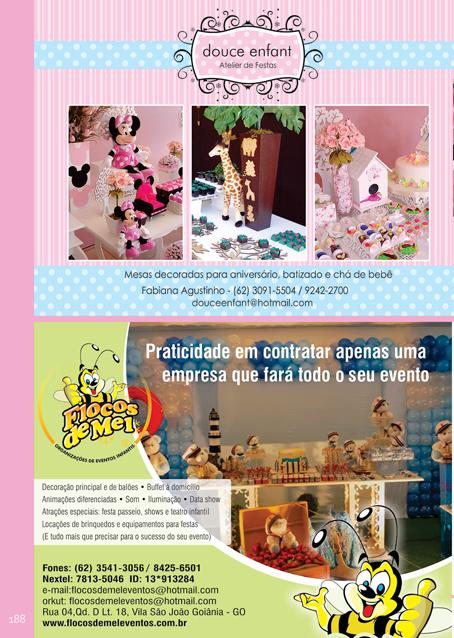 douce enfant
Atelier de Festas
Mesas decoradas para aniversário, batizado e chá de bebê
Fabiana Agustinho - (62) 3091-5504 / 9242-2700
douceenfant@hotmail.com
Praticidade em contratar apenas uma
empresa que fará todo o seu evento
Flocos
de Mel
ORGANIZAÇÕES DE EVENTOS INFANTIS
Decoração principal e de balões • Buffet á domicílio
Animações diferenciadas • Som • Iluminação • Data show
Atrações especiais: festa passeio, shows e teatro infantil
Locações de brinquedos e equipamentos para festas
(E tudo mais que precisar para o sucesso do seu evento)
Fones: (62) 3541-3056 / 8425-6501
Nextel: 7813-5046 ID: 13*913284
e-mail:flocosdemeleventos@hotmail.com
orkut: flocosdemeleventos@hotmail.com
Rua 04,Qd. D Lt. 18, Vila São João Goiânia - GO
www.flocosdemeleventos.com.br
188